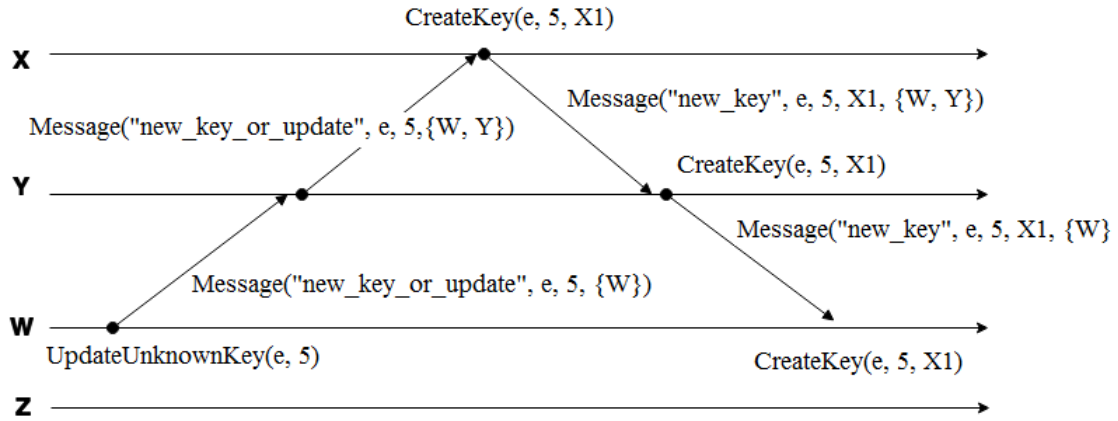 CreateKey(e, 5, X1)
X
Message("new_key", e, 5, X1, {W, Y})
Message("new_key_or_update", e, 5,{W, Y})
CreateKey(e, 5, X1)
Y
Message("new_key", e, 5, X1, {W}
Message("new_key_or_update", e, 5, {W})
W
UpdateUnknownKey(e, 5)
CreateKey(e, 5, X1)
Z